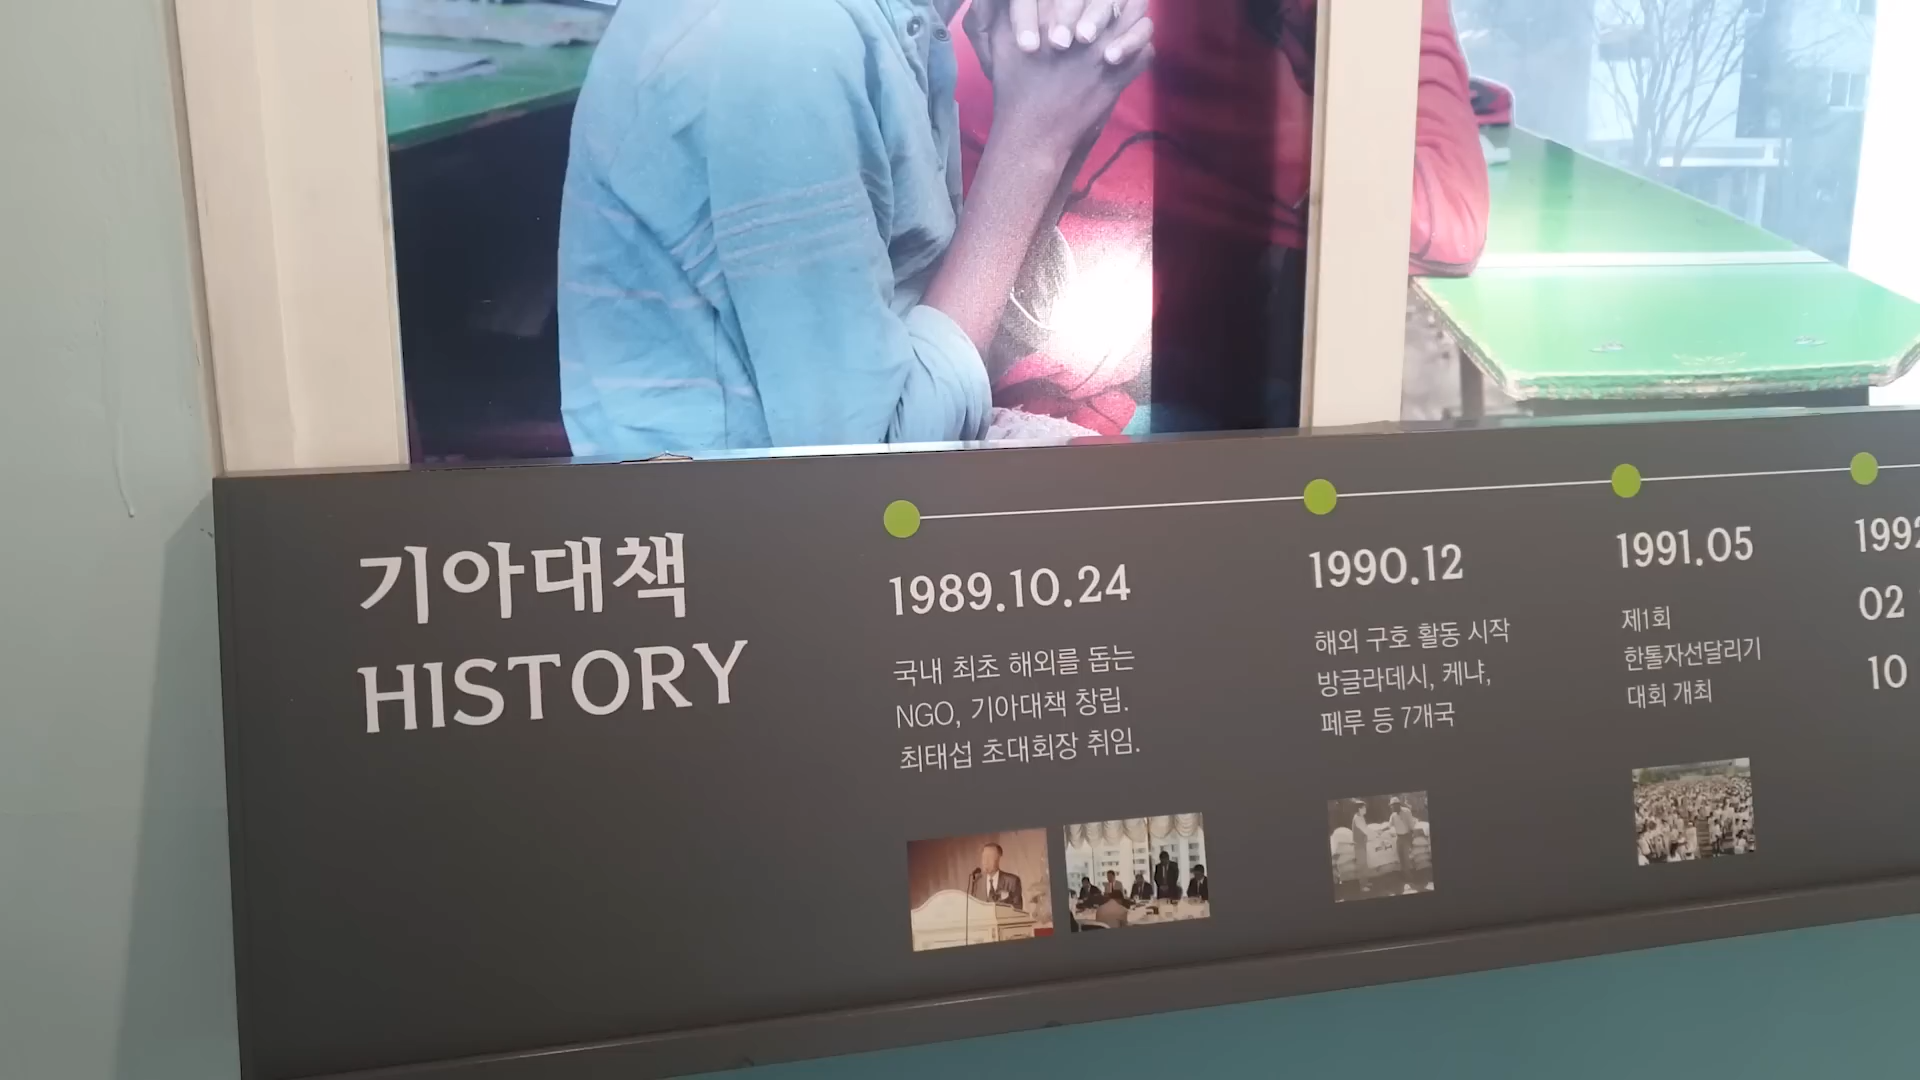 기아대책
HISTORY
1989.10.24
국내 최초 해외를 돕는
NGO, 기아대책 창립.
최태섭 초대회장 취임.
1990.12
해외 구호 활동 시작
방글라데시, 케냐,
페루 등 7개국
1991.05
제1회
한톨자선달리기
대회 개최
1992
02
10